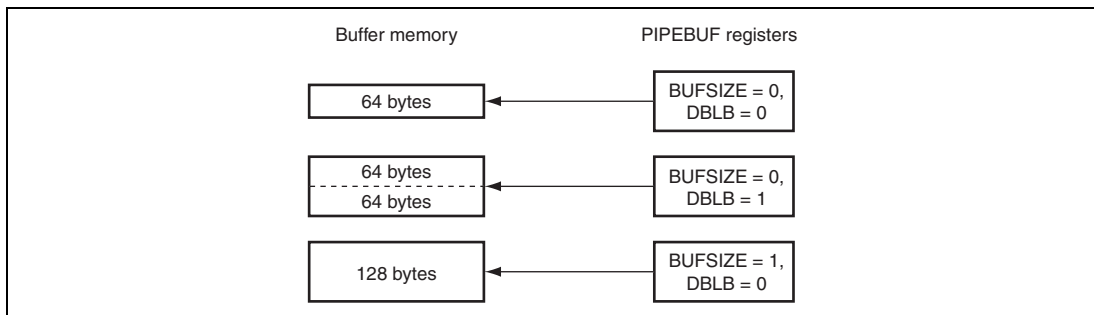 Buffer memory
PIPEBUF registers
64 bytes
BUFSIZE = 0,
DBLB = 0
64 bytes
64 bytes
BUFSIZE = 0,
DBLB = 1
128 bytes
BUFSIZE = 1,
DBLB = 0